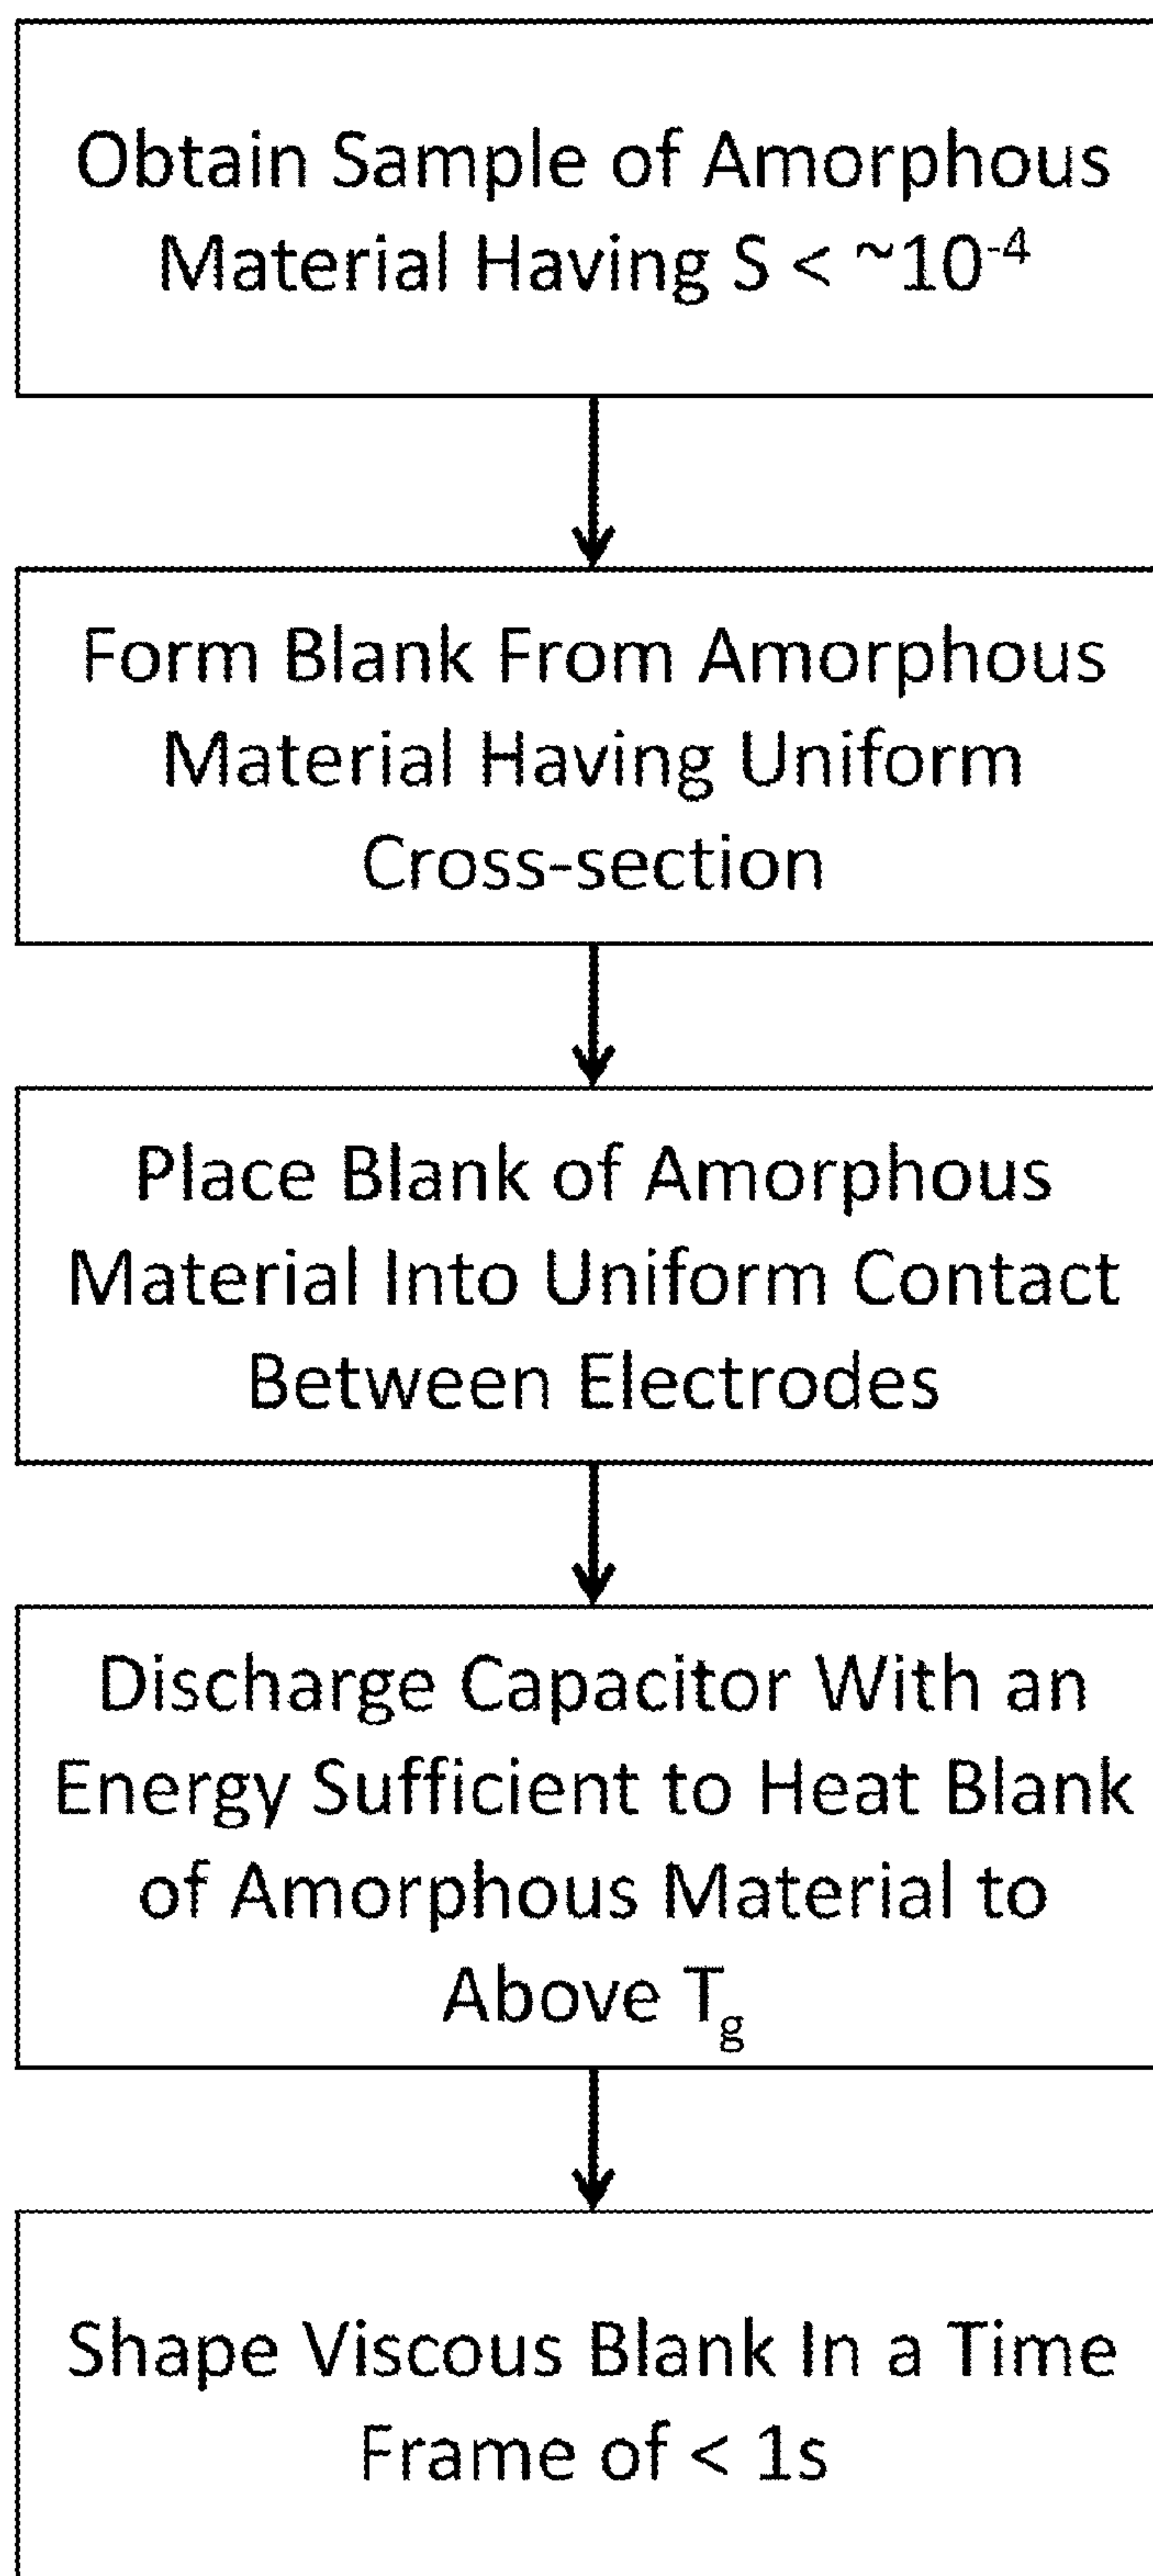 Obtain Sample of Amorphous
Material Having S < ~10⁻⁴
Form Blank From Amorphous
Material Having Uniform
Cross-section
Place Blank of Amorphous
Material Into Uniform Contact
Between Electrodes
Discharge Capacitor With an
Energy Sufficient to Heat Blank
of Amorphous Material to
Above T_g
Shape Viscous Blank In a Time
Frame of < 1s